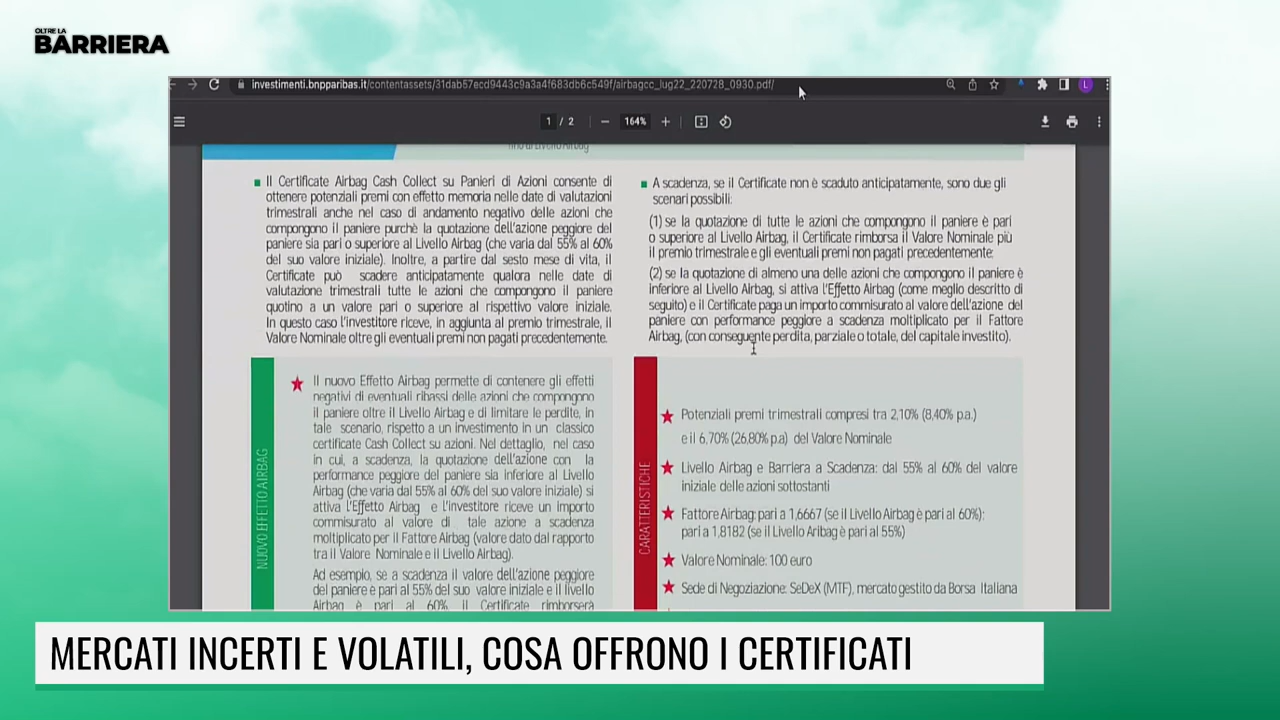 OLTRE LA
BARRIERA
investimenti.bnpparibas.it/contentassets/31dab57ecd9443c9a3a4f683db6c549f/airbagcc_lug22_220728_0930.pdf/
L
1 / 2
164%
Il Certificate Airbag Cash Collect su Panieri di Azioni consente di
ottenere potenziali premi con effetto memoria nelle date di valutazioni
trimestrali anche nel caso di andamento negativo delle azioni che
compongono il paniere purchè la quotazione dell'azione peggiore del
paniere sia pari o superiore al Livello Airbag (che varia dal 55% al 60%
del suo valore iniziale). Inoltre, a partire dal sesto mese di vita, il
Certificate può scadere anticipatamente qualora nelle date di
valutazione trimestrali tutte le azioni che compongono il paniere
quotino a un valore pari o superiore al rispettivo valore iniziale.
In questo caso l'investitore riceve, in aggiunta al premio trimestrale, il
Valore Nominale oltre gli eventuali premi non pagati precedentemente.
A scadenza, se il Certificate non è scaduto anticipatamente, sono due gli
scenari possibili:
(1) se la quotazione di tutte le azioni che compongono il paniere è pari
o superiore al Livello Airbag, il Certificate rimborsa il Valore Nominale più
il premio trimestrale e gli eventuali premi non pagati precedentemente:
(2) se la quotazione di almeno una delle azioni che compongono il paniere è
inferiore al Livello Airbag, si attiva l'Effetto Airbag (come meglio descritto di
seguito) e il Certificate paga un importo commisurato al valore dell'azione del
paniere con performance peggiore a scadenza moltiplicato per il Fattore
Airbag, (con conseguente perdita, parziale o totale, del capitale investito).
NUOVO EFFETTO AIRBAG
Il nuovo Effetto Airbag permette di contenere gli effetti
negativi di eventuali ribassi delle azioni che compongono
il paniere oltre il Livello Airbag e di limitare le perdite, in
tale scenario, rispetto a un investimento in un classico
certificate Cash Collect su azioni. Nel dettaglio, nel caso
in cui, a scadenza, la quotazione dell'azione con la
performance peggiore del paniere sia inferiore al Livello
Airbag (che varia dal 55% al 60% del suo valore iniziale) si
attiva l'Effetto Airbag e l'investitore riceve un importo
commisurato al valore di tale azione a scadenza
moltiplicato per il Fattore Airbag (valore dato dal rapporto
tra il Valore Nominale e il Livello Airbag).
Ad esempio, se a scadenza il valore dell'azione peggiore
del paniere è pari al 55% del suo valore iniziale e il livello
Airbag è pari al 60%, il Certificate rimborserà
CARATTERISTICHE
Potenziali premi trimestrali compresi tra 2,10% (8,40% p.a.)
e il 6,70% (26,80% p.a) del Valore Nominale
Livello Airbag e Barriera a Scadenza: dal 55% al 60% del valore
iniziale delle azioni sottostanti
Fattore Airbag: pari a 1,6667 (se il Livello Airbag è pari al 60%);
pari a 1,8182 (se il Livello Aribag è pari al 55%)
Valore Nominale: 100 euro
Sede di Negoziazione: SeDeX (MTF), mercato gestito da Borsa Italiana
MERCATI INCERTI E VOLATILI, COSA OFFRONO I CERTIFICATI